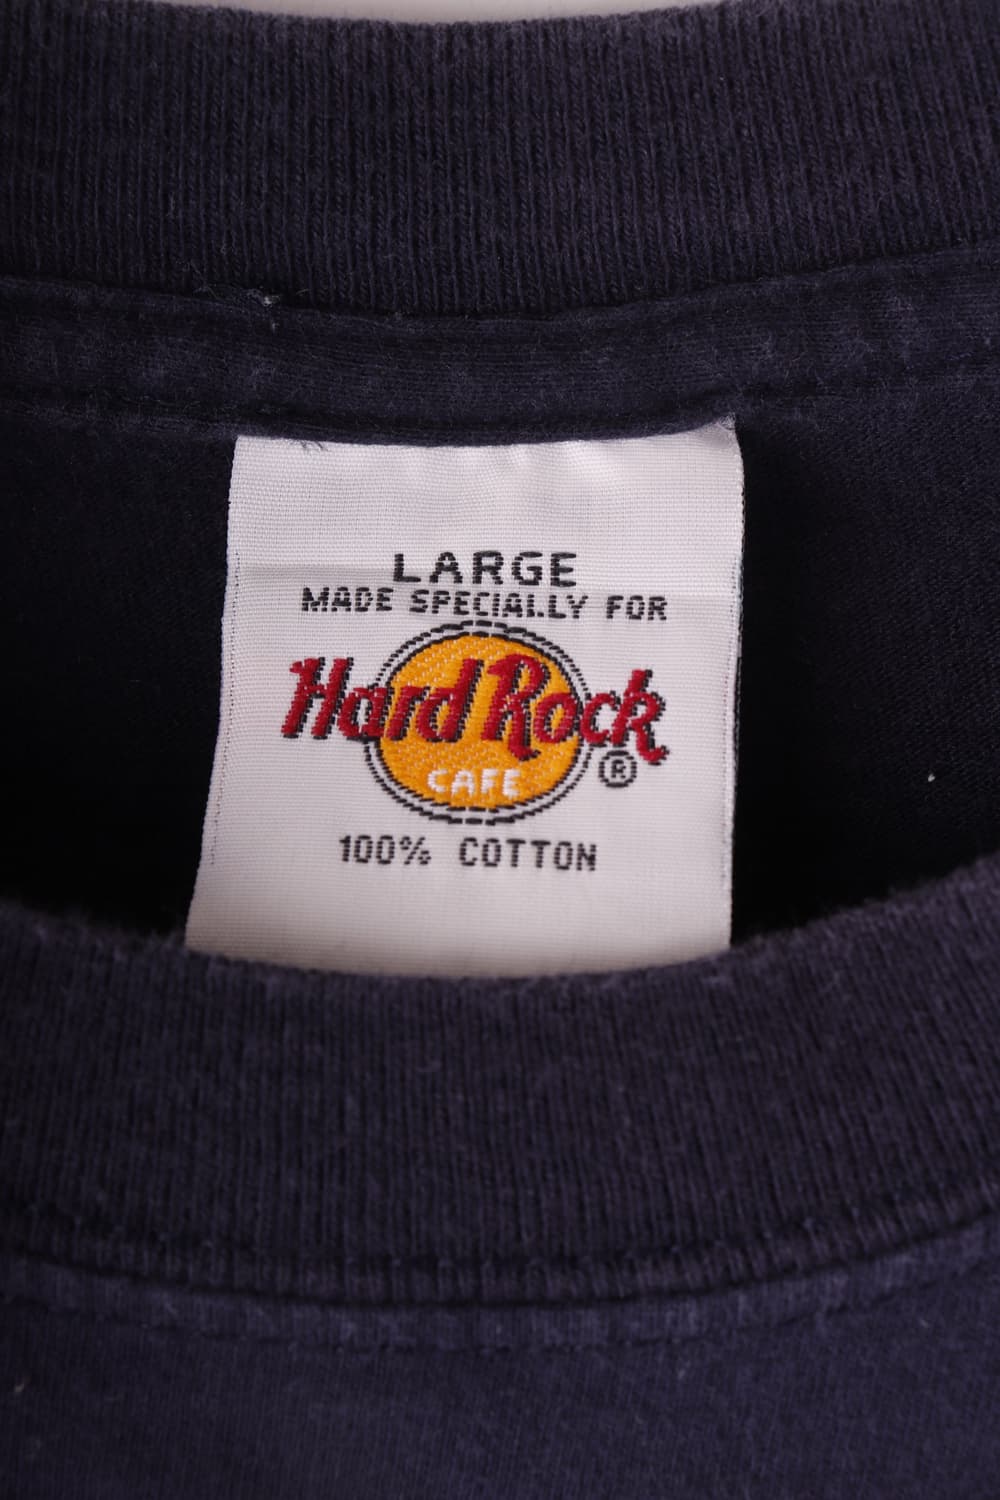 LARGE
MADE SPECIALLY FOR
Hard Rock
CAFE
®
100% COTTON